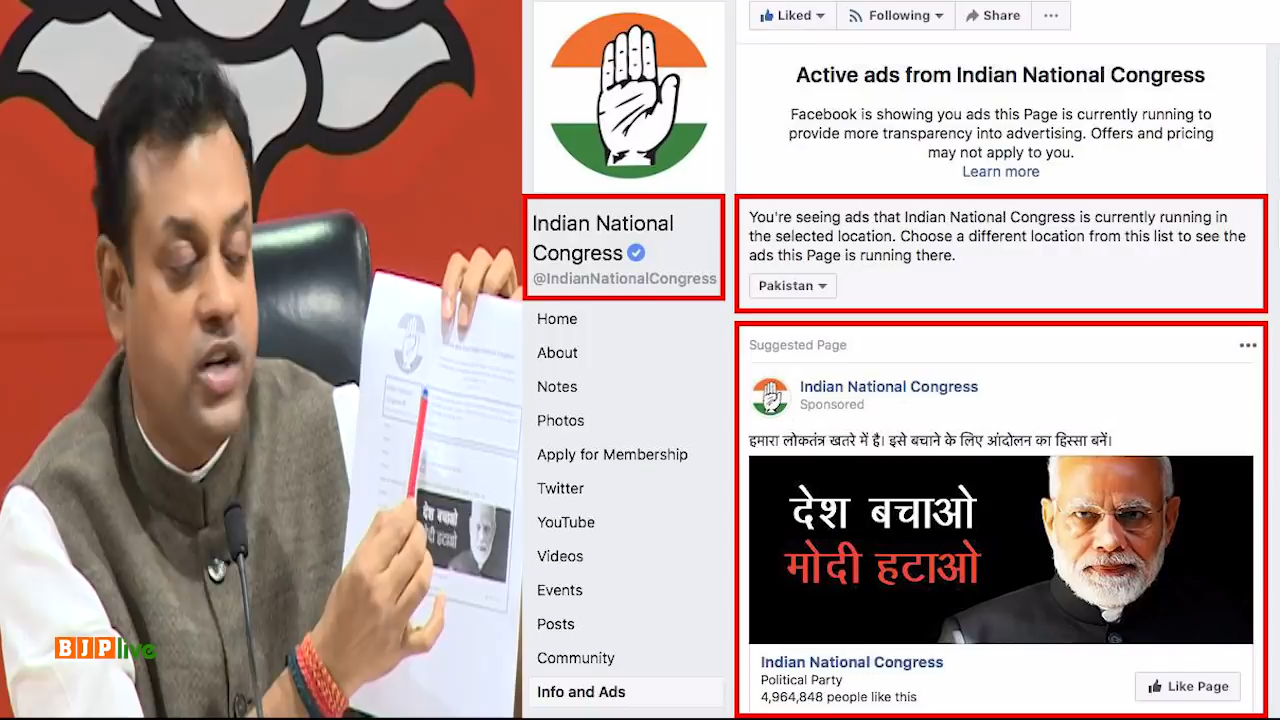 Liked
Following
Share
Active ads from Indian National Congress
Facebook is showing you ads this Page is currently running to
provide more transparency into advertising. Offers and pricing
may not apply to you.
Learn more
Indian National
Congress
@IndianNationalCongress
You're seeing ads that Indian National Congress is currently running in
the selected location. Choose a different location from this list to see the
ads this Page is running there.
Pakistan
Home
About
Notes
Photos
Apply for Membership
Twitter
YouTube
Videos
Events
Posts
Community
Info and Ads
Suggested Page
Indian National Congress
Sponsored
हमारा लोकतंत्र खतरे में है। इसे बचाने के लिए आंदोलन का हिस्सा बनें।
देश बचाओ
मोदी हटाओ
Indian National Congress
Political Party
4,964,848 people like this
Like Page
देश बचाओ
मोदी हटाओ
BJPlive